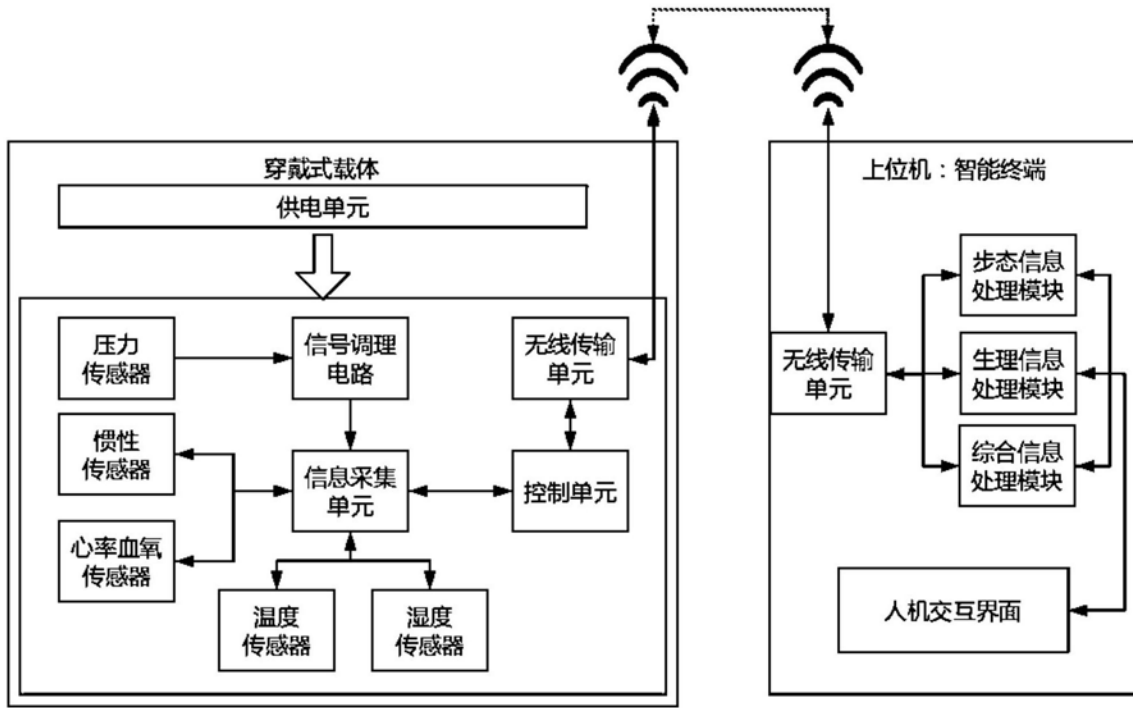 穿戴式载体
供电单元
压力
传感器
信号调理
电路
无线传输
单元
惯性
传感器
信息采集
单元
控制单元
心率血氧
传感器
温度
传感器
湿度
传感器
上位机：智能终端
步态信息
处理模块
无线传输
单元
生理信息
处理模块
综合信息
处理模块
人机交互界面